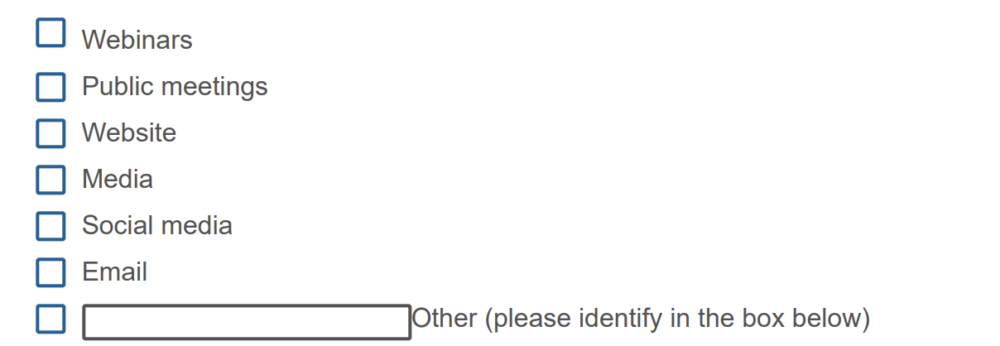 Webinars
Public meetings
Website
Media
Social media
Email
Other (please identify in the box below)